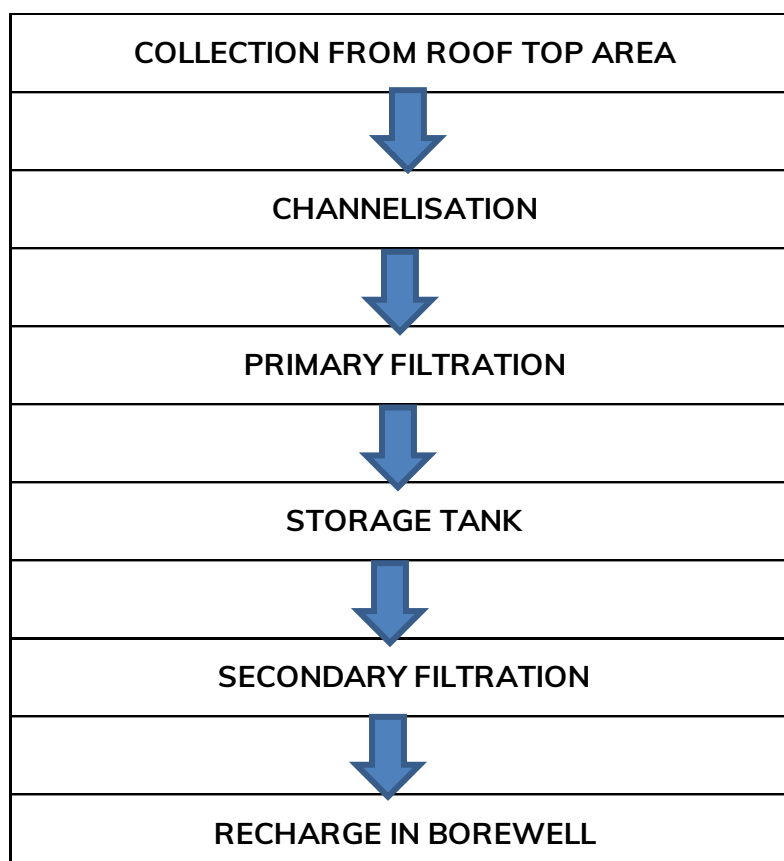 COLLECTION FROM ROOF TOP AREA
CHANNELISATION
PRIMARY FILTRATION
STORAGE TANK
SECONDARY FILTRATION
RECHARGE IN BOREWELL